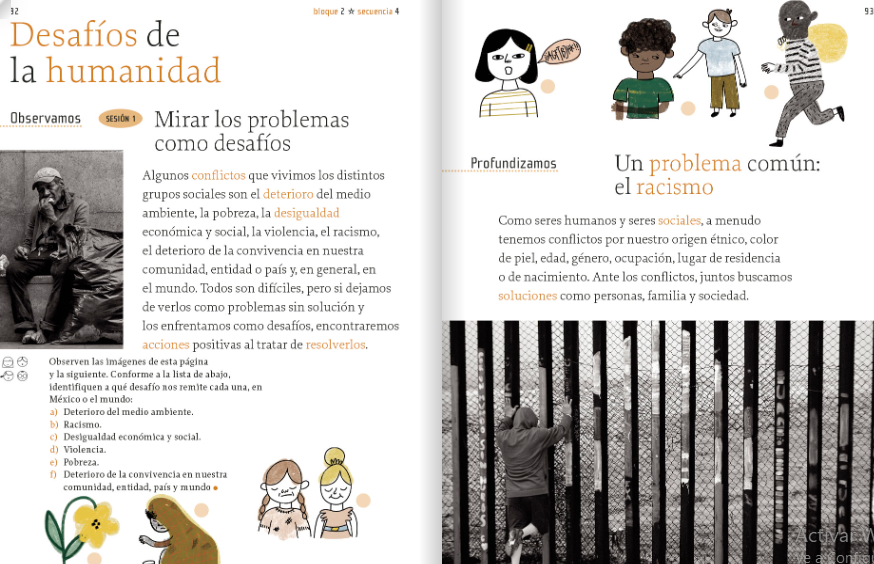 92
bloque 2 ★ secuencia 4
Desafíos de
la humanidad
Observamos
SESIÓN 1
Mirar los problemas
como desafíos
Algunos conflictos que vivimos los distintos
grupos sociales son el deterioro del medio
ambiente, la pobreza, la desigualdad
económica y social, la violencia, el racismo,
el deterioro de la convivencia en nuestra
comunidad, entidad o país y, en general, en
el mundo. Todos son difíciles, pero si dejamos
de verlos como problemas sin solución y
los enfrentamos como desafíos, encontraremos
acciones positivas al tratar de resolverlos.
Observen las imágenes de esta página
y la siguiente. Conforme a la lista de abajo,
identifiquen a qué desafío nos remite cada una, en
México o el mundo:
a) Deterioro del medio ambiente.
b) Racismo.
c) Desigualdad económica y social.
d) Violencia.
e) Pobreza.
f) Deterioro de la convivencia en nuestra
comunidad, entidad, país y mundo ●
93
Profundizamos
Un problema común:
el racismo
Como seres humanos y seres sociales, a menudo
tenemos conflictos por nuestro origen étnico, color
de piel, edad, género, ocupación, lugar de residencia
o de nacimiento. Ante los conflictos, juntos buscamos
soluciones como personas, familia y sociedad.
Activar W